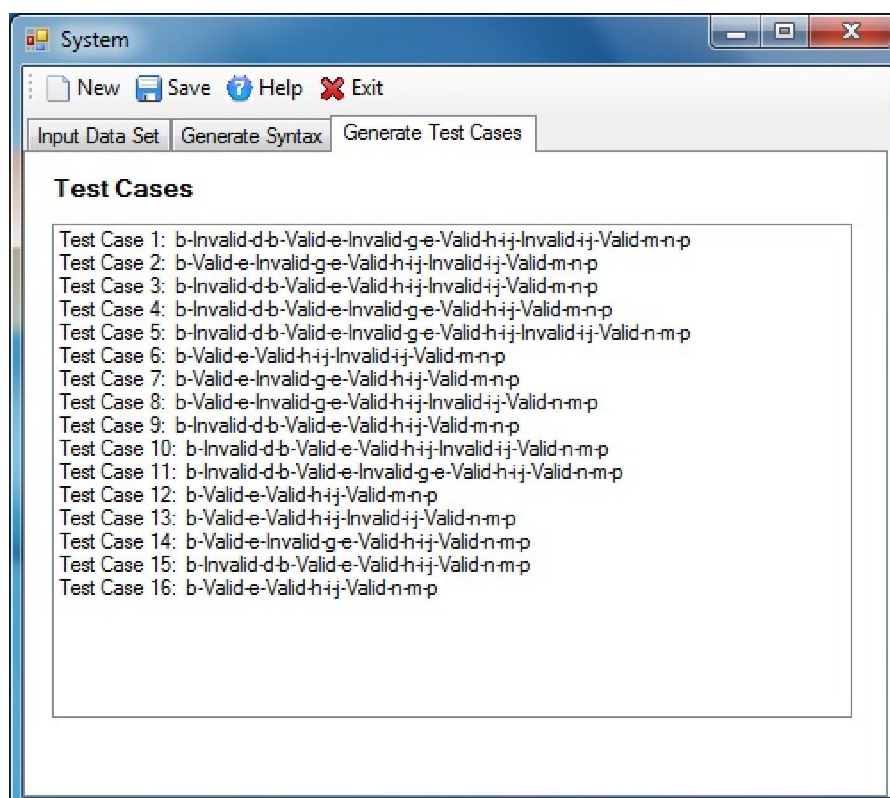 System
New Save Help Exit
Input Data Set Generate Syntax Generate Test Cases
Test Cases
Test Case 1: b-Invalid-d-b-Valid-e-Invalid-g-e-Valid-h-i-j-Invalid-i-j-Valid-m-n-p
Test Case 2: b-Valid-e-Invalid-g-e-Valid-h-i-j-Invalid-i-j-Valid-m-n-p
Test Case 3: b-Invalid-d-b-Valid-e-Valid-h-i-j-Invalid-i-j-Valid-m-n-p
Test Case 4: b-Invalid-d-b-Valid-e-Invalid-g-e-Valid-h-i-j-Valid-m-n-p
Test Case 5: b-Invalid-d-b-Valid-e-Invalid-g-e-Valid-h-i-j-Invalid-i-j-Valid-n-m-p
Test Case 6: b-Valid-e-Valid-h-i-j-Invalid-i-j-Valid-m-n-p
Test Case 7: b-Valid-e-Invalid-g-e-Valid-h-i-j-Valid-m-n-p
Test Case 8: b-Valid-e-Invalid-g-e-Valid-h-i-j-Invalid-i-j-Valid-n-m-p
Test Case 9: b-Invalid-d-b-Valid-e-Valid-h-i-j-Valid-m-n-p
Test Case 10: b-Invalid-d-b-Valid-e-Valid-h-i-j-Invalid-i-j-Valid-n-m-p
Test Case 11: b-Invalid-d-b-Valid-e-Invalid-g-e-Valid-h-i-j-Valid-n-m-p
Test Case 12: b-Valid-e-Valid-h-i-j-Valid-m-n-p
Test Case 13: b-Valid-e-Valid-h-i-j-Invalid-i-j-Valid-n-m-p
Test Case 14: b-Valid-e-Invalid-g-e-Valid-h-i-j-Valid-n-m-p
Test Case 15: b-Invalid-d-b-Valid-e-Valid-h-i-j-Valid-n-m-p
Test Case 16: b-Valid-e-Valid-h-i-j-Valid-n-m-p